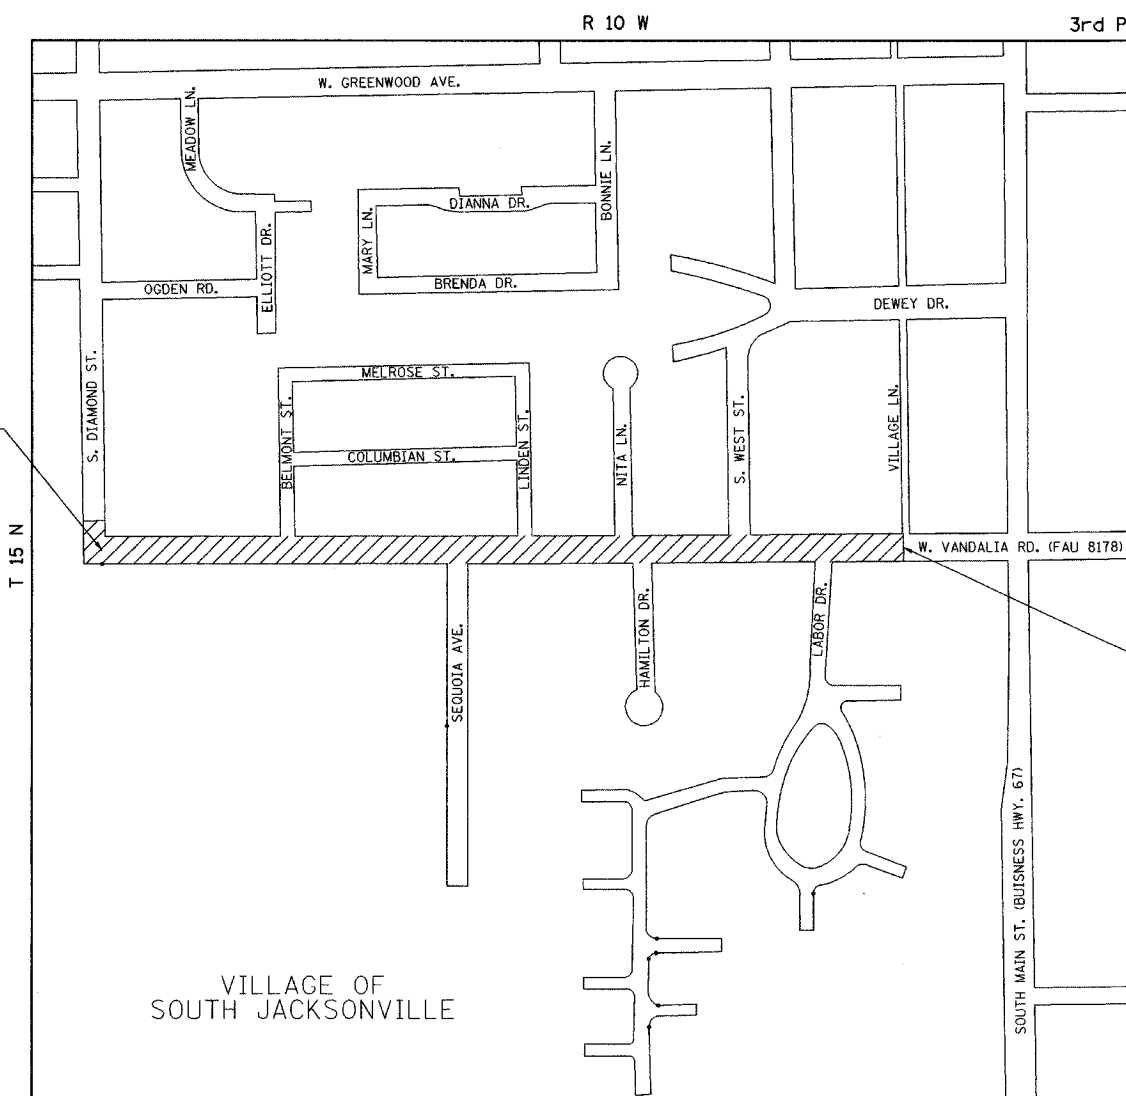 R 10 W
3rd P
W. GREENWOOD AVE.
MEADOW LN.
BONNIE LN.
DIANNA DR.
MARY LN.
ELLIOTT DR.
BRENDA DR.
OGDEN RD.
DEWEY DR.
S. DIAMOND ST.
MELROSE ST.
BELMONT ST.
COLUMBIAN ST.
LINDEN ST.
NITA LN.
S. WEST ST.
VILLAGE LN.
T 15 N
W. VANDALIA RD. (FAU 8178)
SEQUOIA AVE.
HAMILTON DR.
LABOR DR.
SOUTH MAIN ST. (BUISNESS HWY. 67)
VILLAGE OF
SOUTH JACKSONVILLE